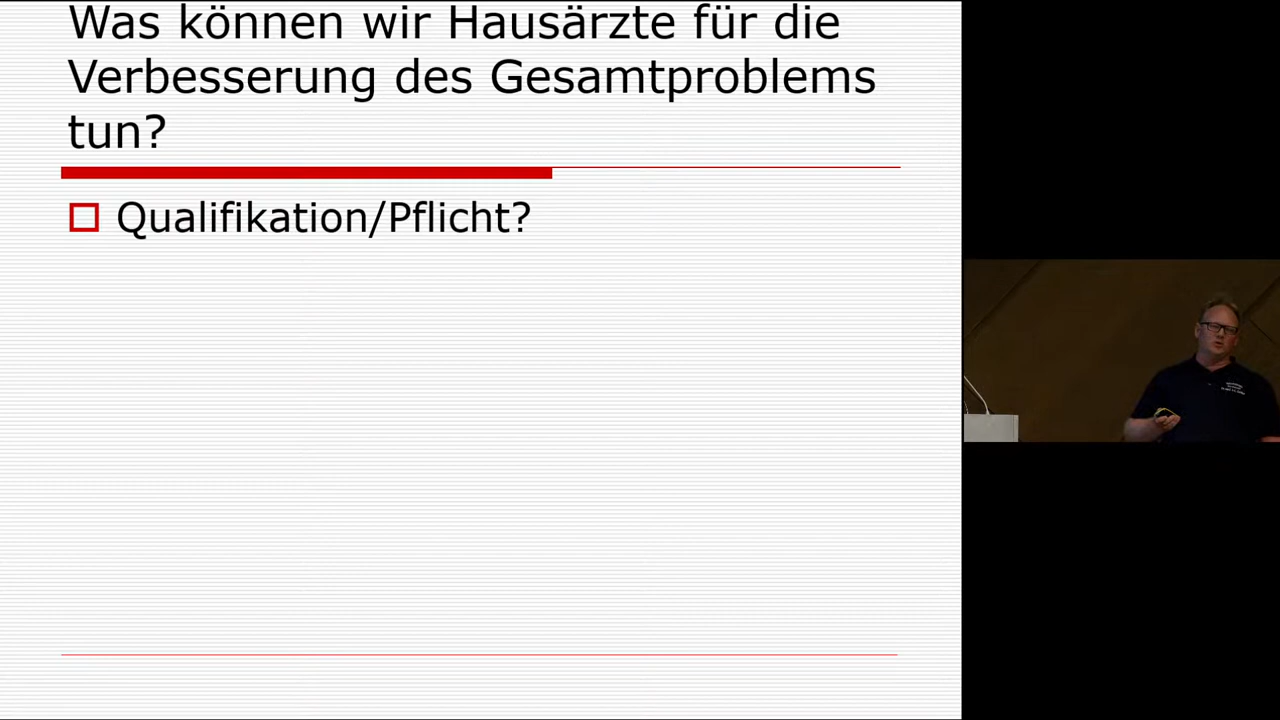 Was können wir Hausärzte für die
Verbesserung des Gesamtproblems
tun?
Qualifikation/Pflicht?